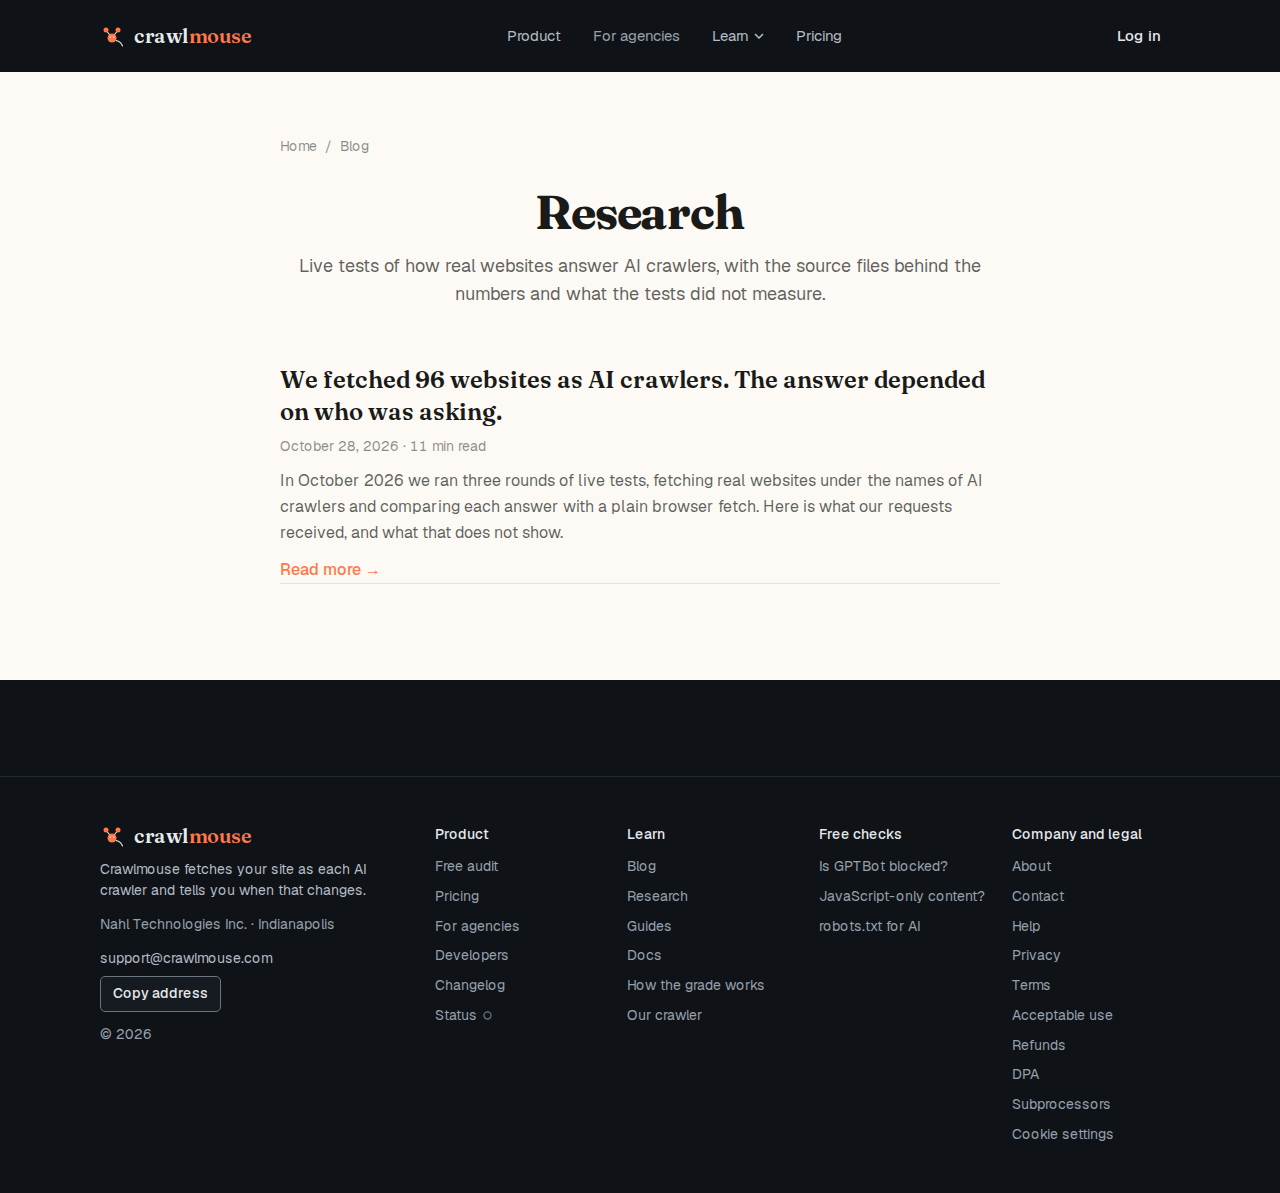 crawlmouse
Product
For agencies
Learn
Pricing
Log in
Home / Blog
Research
Live tests of how real websites answer AI crawlers, with the source files behind the
numbers and what the tests did not measure.
We fetched 96 websites as AI crawlers. The answer depended
on who was asking.
October 28, 2026 · 11 min read
In October 2026 we ran three rounds of live tests, fetching real websites under the names of AI
crawlers and comparing each answer with a plain browser fetch. Here is what our requests
received, and what that does not show.
Read more →
crawlmouse
Crawlmouse fetches your site as each AI
crawler and tells you when that changes.
Nahl Technologies Inc. · Indianapolis
support@crawlmouse.com
Copy address
© 2026
Product
Free audit
Pricing
For agencies
Developers
Changelog
Status
Learn
Blog
Research
Guides
Docs
How the grade works
Our crawler
Free checks
Is GPTBot blocked?
JavaScript-only content?
robots.txt for AI
Company and legal
About
Contact
Help
Privacy
Terms
Acceptable use
Refunds
DPA
Subprocessors
Cookie settings